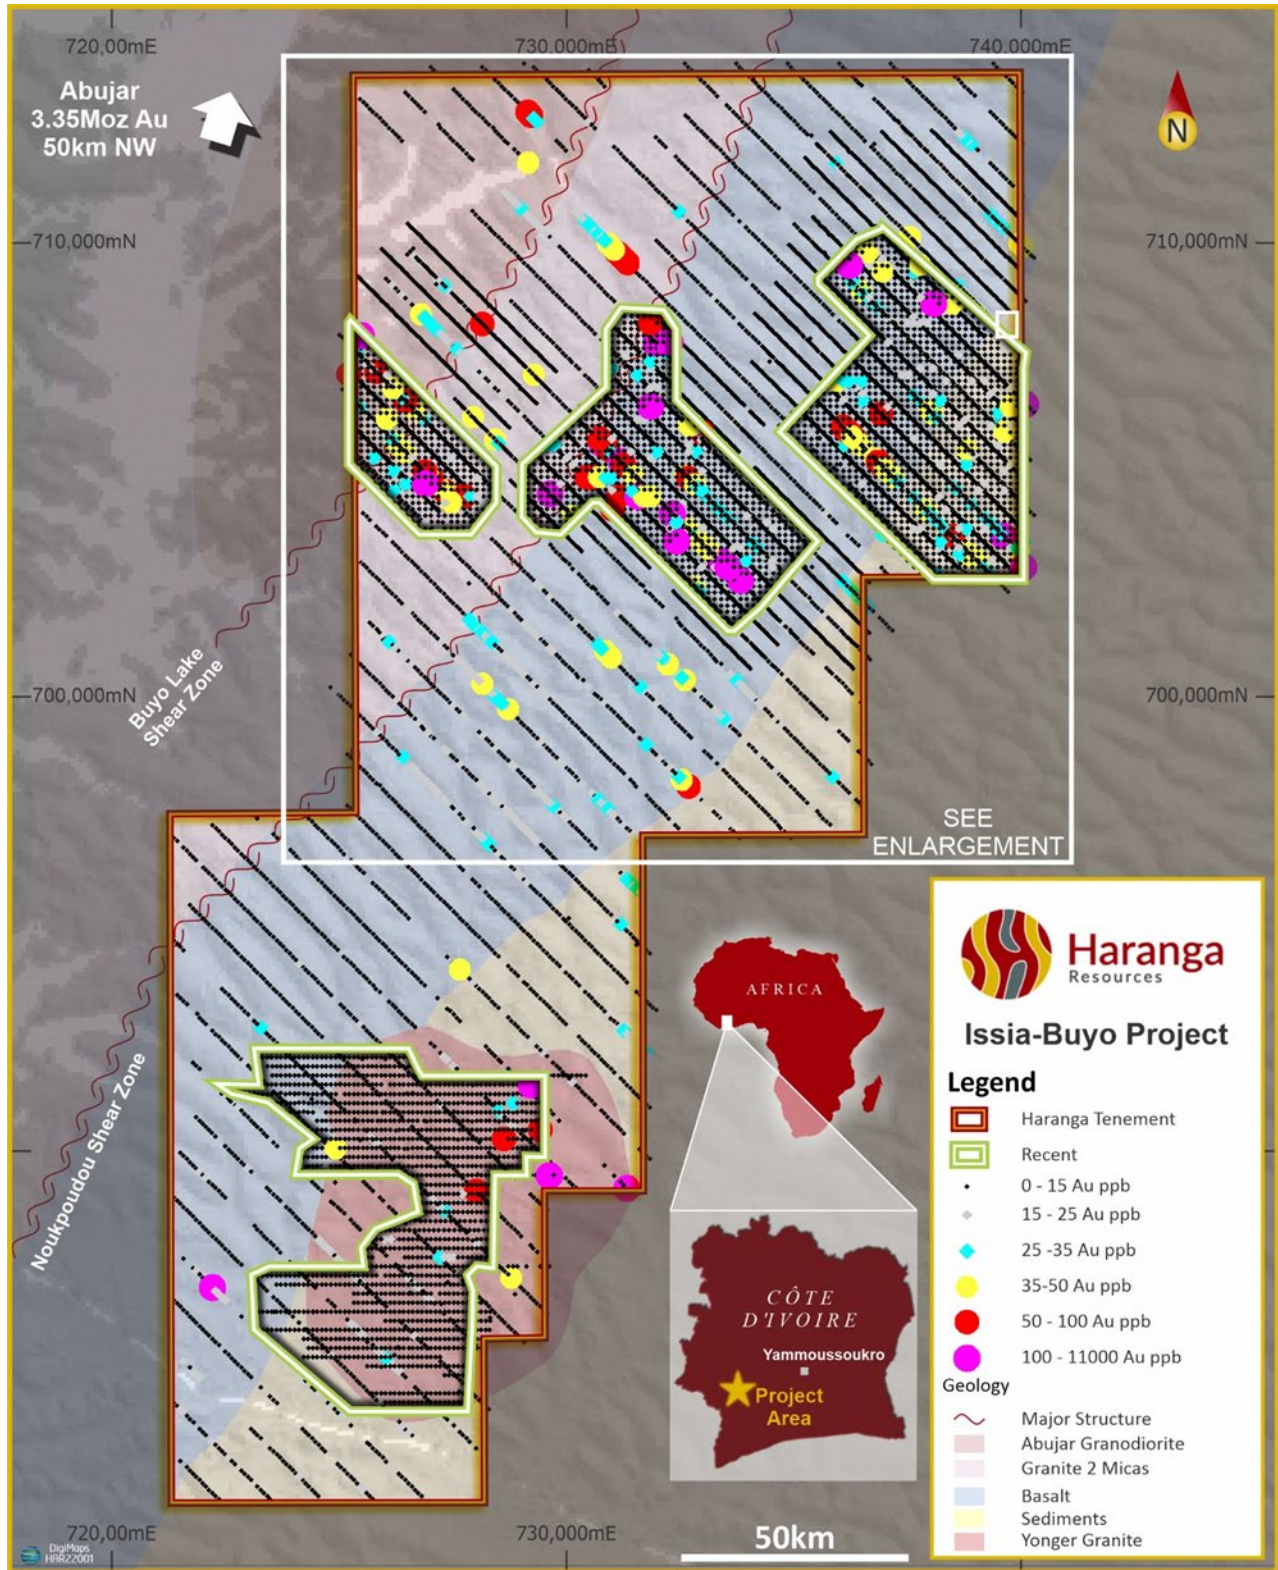 720,00mE
730.000mE
740.000mE
Abujar
3.35Moz Au
50km NW
N
710,000mN
710,000mN
Buyo Lake
Shear Zone
700,000mN
700,000mN
SEE
ENLARGEMENT
Noukpoudou Shear Zone
AFRICA
CÔTE
D'IVOIRE
Yammoussoukro
Project
Area
Haranga
Resources
Issia-Buyo Project
Legend
Haranga Tenement
Recent
0 - 15 Au ppb
15 - 25 Au ppb
25 -35 Au ppb
35-50 Au ppb
50 - 100 Au ppb
100 - 11000 Au ppb
Geology
Major Structure
Abujar Granodiorite
Granite 2 Micas
Basalt
Sediments
Yonger Granite
720,00mE
730,000mE
50km
DigiMaps
HAR22001